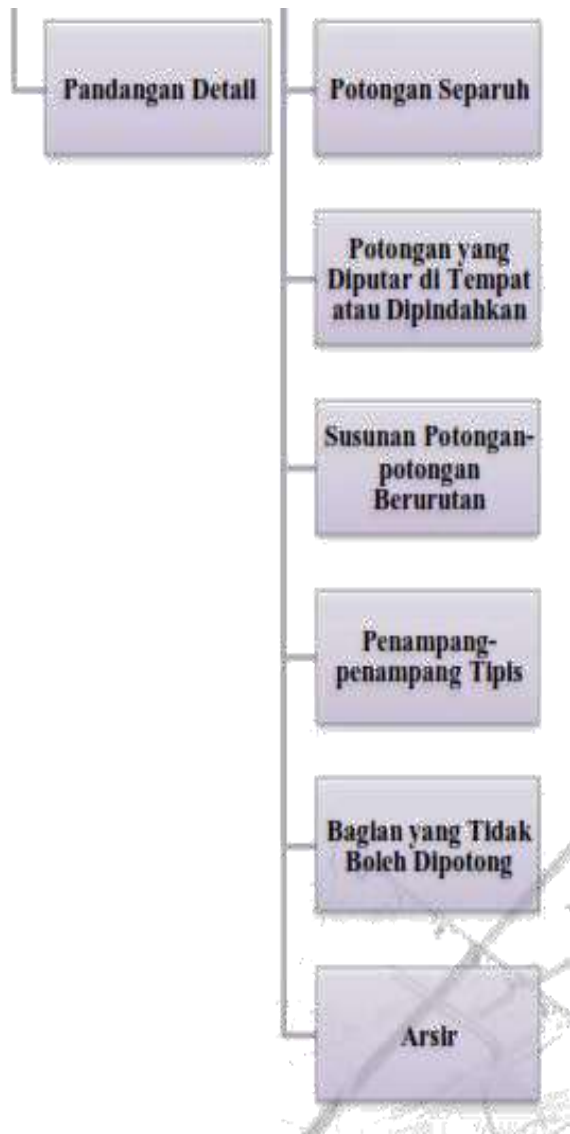 Pandangan Detail
Potongan Separuh
Potongan yang
Diputar di Tempat
atau Dipindahkan
Susunan Potongan-
potongan
Berurutan
Penampang-
penampang Tipis
Bagian yang Tidak
Boleh Dipotong
Arsir